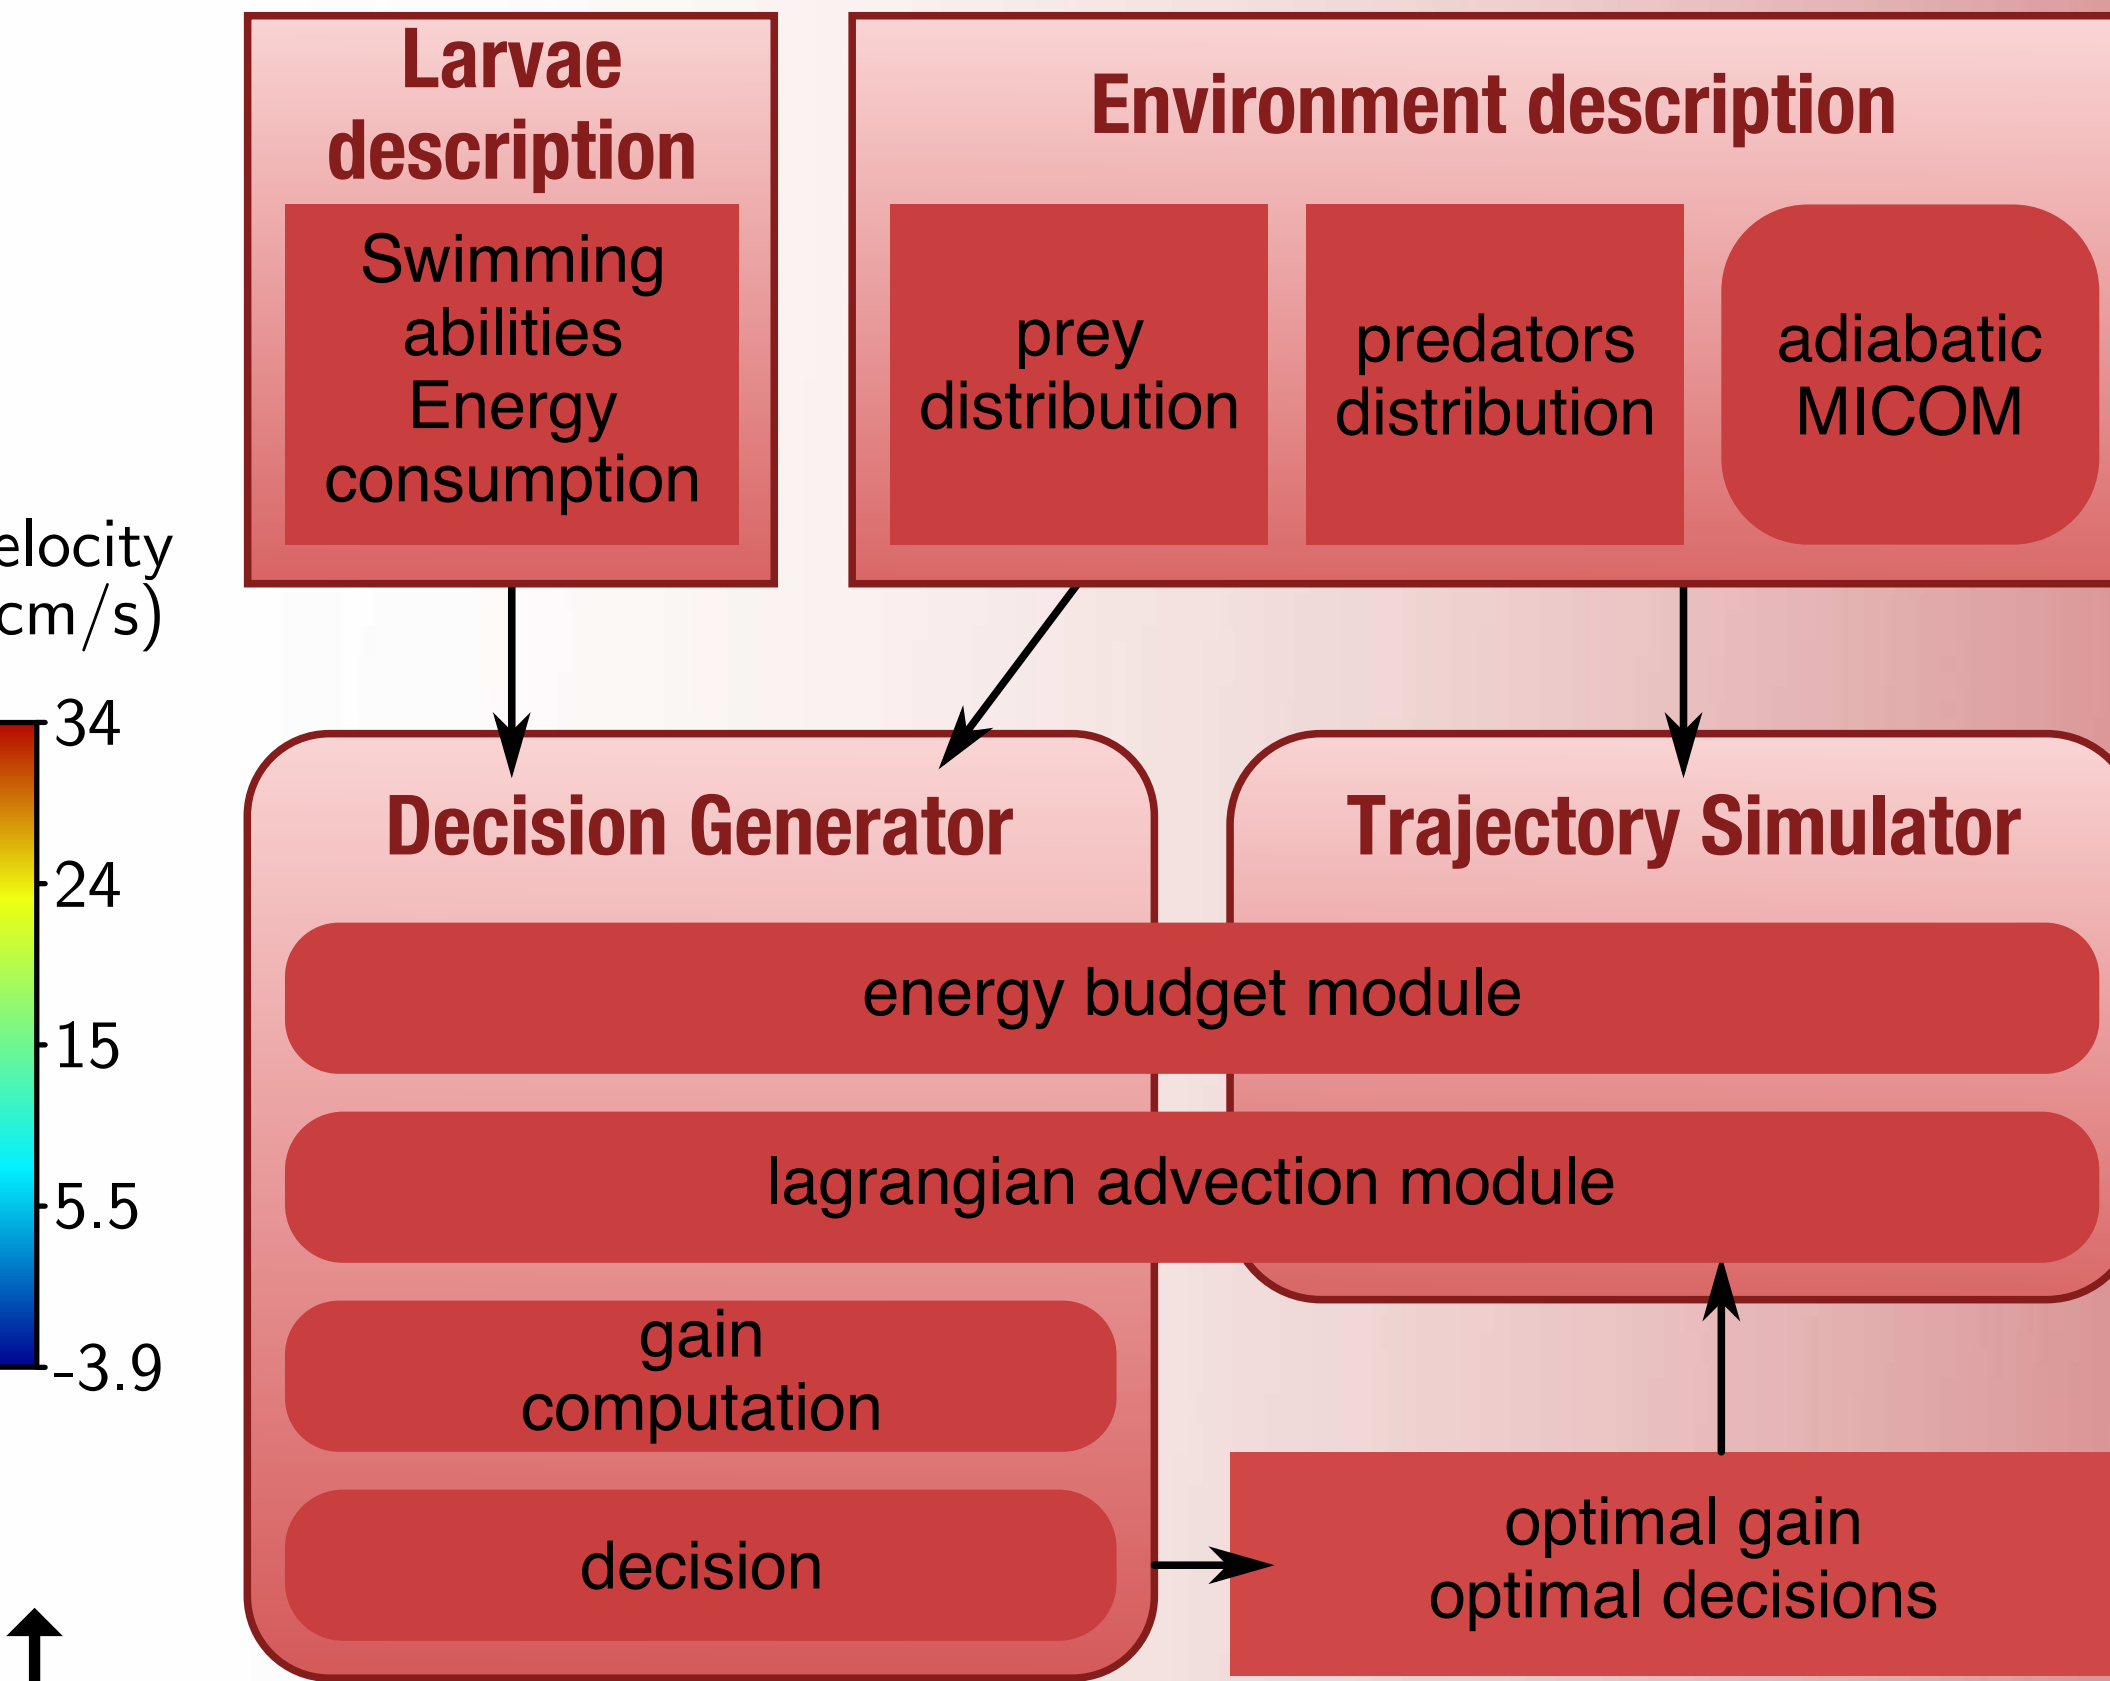 Larvae
description
Swimming
abilities
Energy
consumption
Environment description
prey
distribution
predators
distribution
adiabatic
MICOM
elocity
cm/s)
34
24
15
5.5
-3.9
Decision Generator
Trajectory Simulator
energy budget module
lagrangian advection module
gain
computation
decision
optimal gain
optimal decisions